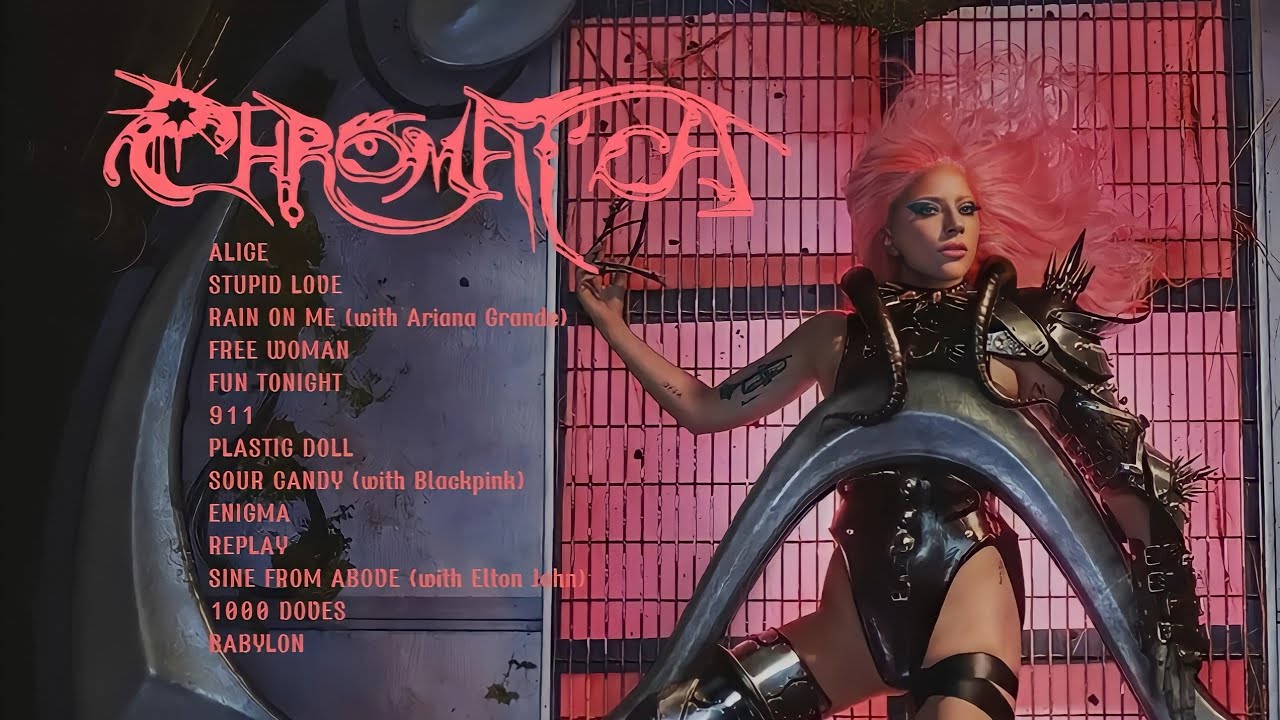 CHROMATICA
ALICE
STUPID LOVE
RAIN ON ME (with Ariana Grande)
FREE WOMAN
FUN TONIGHT
911
PLASTIC DOLL
SOUR CANDY (with Blackpink)
ENIGMA
REPLAY
SINE FROM ABOVE (with Elton John)
1000 DOVES
BABYLON